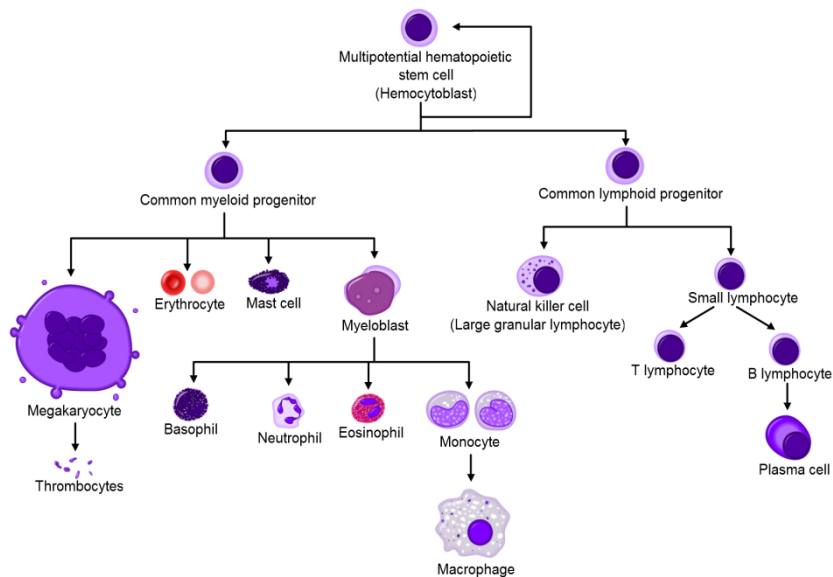 Multipotential hematopoietic
stem cell
(Hemocytoblast)
Common myeloid progenitor
Common lymphoid progenitor
Erythrocyte
Mast cell
Myeloblast
Natural killer cell
(Large granular lymphocyte)
Small lymphocyte
T lymphocyte
B lymphocyte
Megakaryocyte
Basophil
Neutrophil
Eosinophil
Monocyte
Plasma cell
Thrombocytes
Macrophage